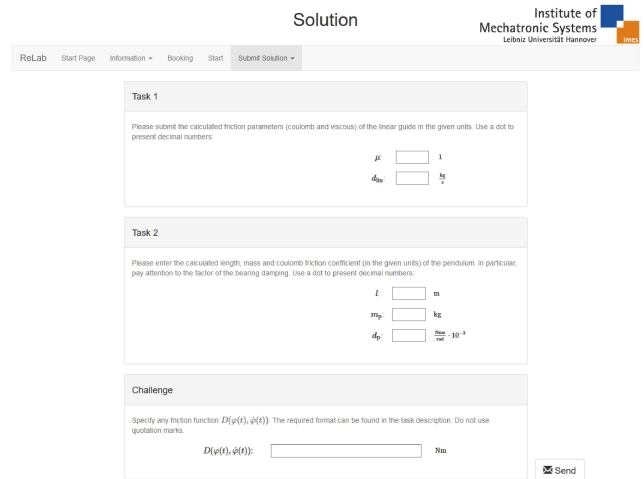 Solution
Institute of
Mechatronic Systems
Leibniz Universität Hannover
imes
ReLab Start Page Information Booking Start Submit Solution
Task 1
Please submit the calculated friction parameters (coulomb and viscous) of the linear guide in the given units. Use a dot to
present decimal numbers:
μ: 1
d_lin: kg/s
Task 2
Please enter the calculated length, mass and coulomb friction coefficient (in the given units) of the pendulum. In particular,
pay attention to the factor of the bearing damping. Use a dot to present decimal numbers:
l: m
m_p: kg
d_p: Nms/rad · 10⁻³
Challenge
Specify any friction function D(φ(t), φ̇(t)). The required format can be found in the task description. Do not use
quotation marks.
D(φ(t), φ̇(t)): Nm
Send